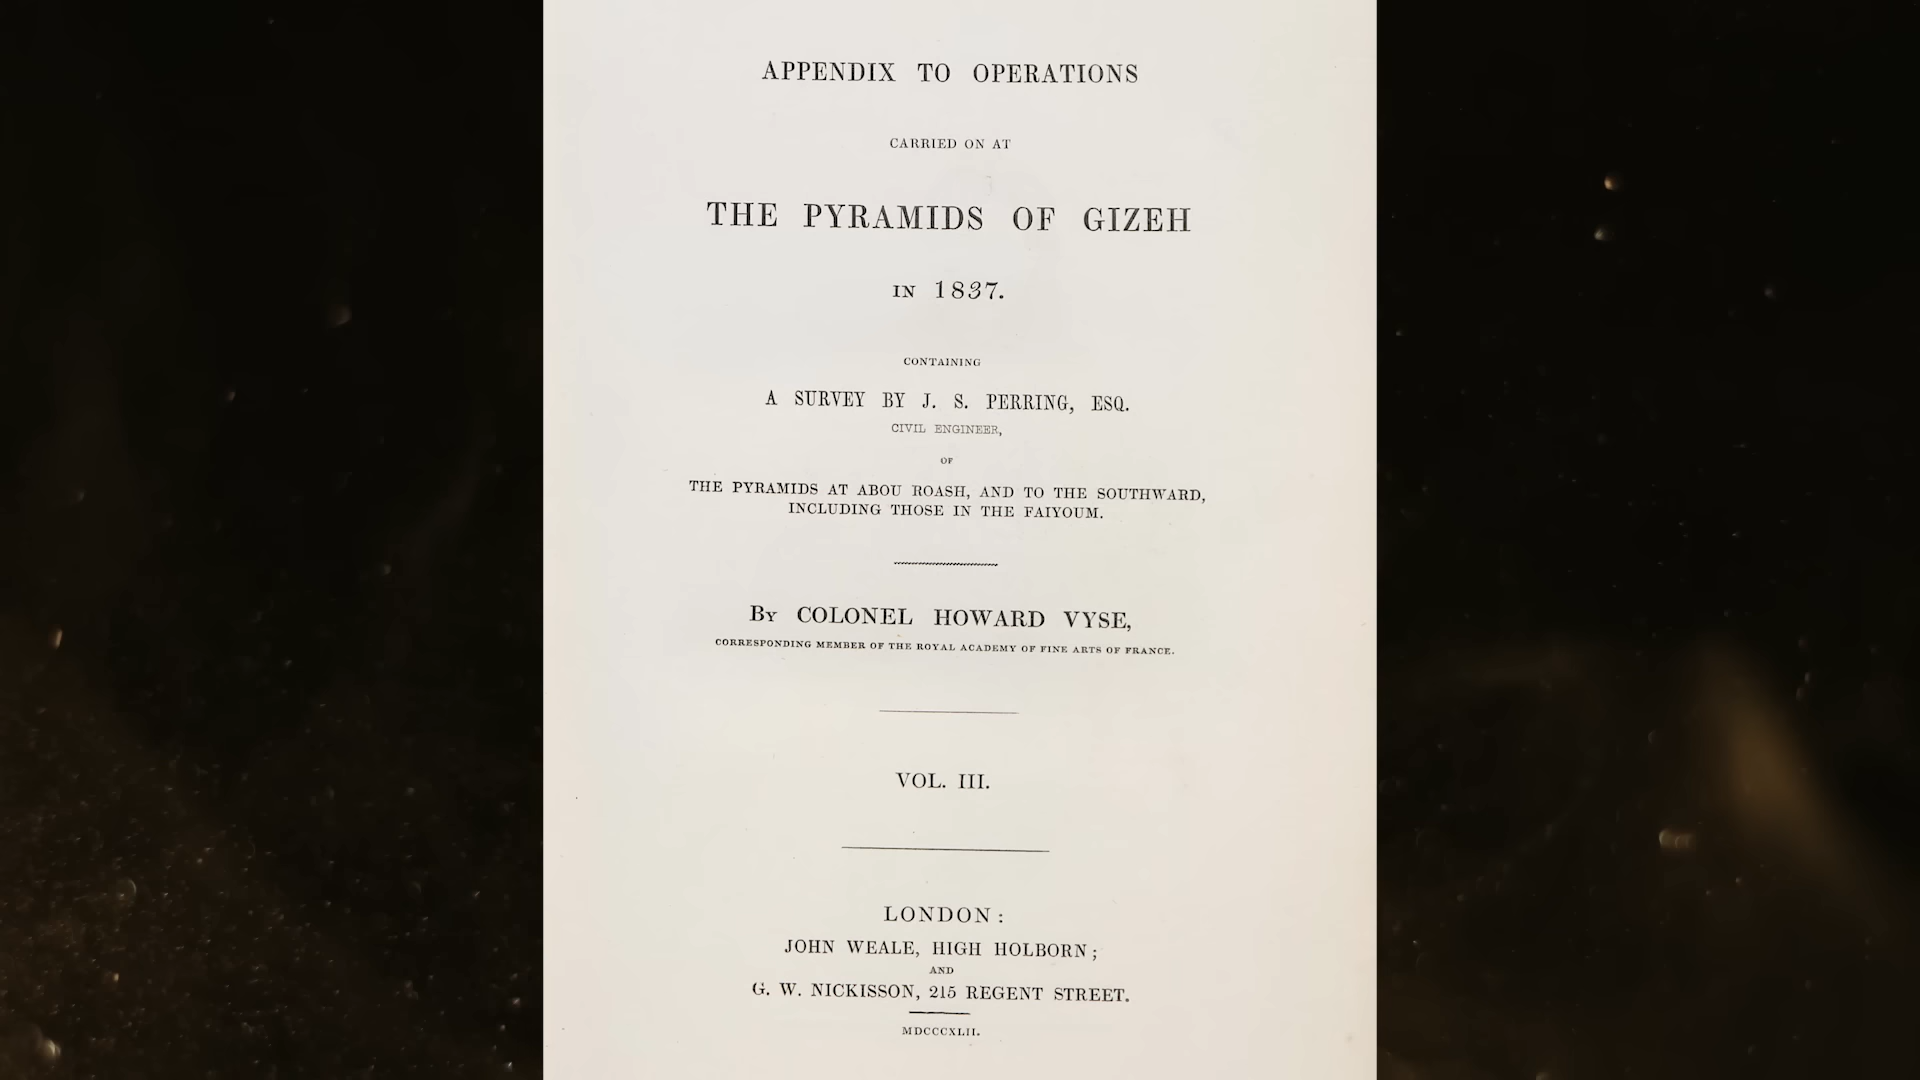 APPENDIX TO OPERATIONS
CARRIED ON AT
THE PYRAMIDS OF GIZEH
IN 1837.
CONTAINING
A SURVEY BY J. S. PERRING, ESQ.
CIVIL ENGINEER,
OF
THE PYRAMIDS AT ABOU ROASH, AND TO THE SOUTHWARD,
INCLUDING THOSE IN THE FAIYOUM.
BY COLONEL HOWARD VYSE,
CORRESPONDING MEMBER OF THE ROYAL ACADEMY OF FINE ARTS OF FRANCE.
VOL. III.
LONDON:
JOHN WEALE, HIGH HOLBORN;
AND
G. W. NICKISSON, 215 REGENT STREET.
MDCCCXLII.